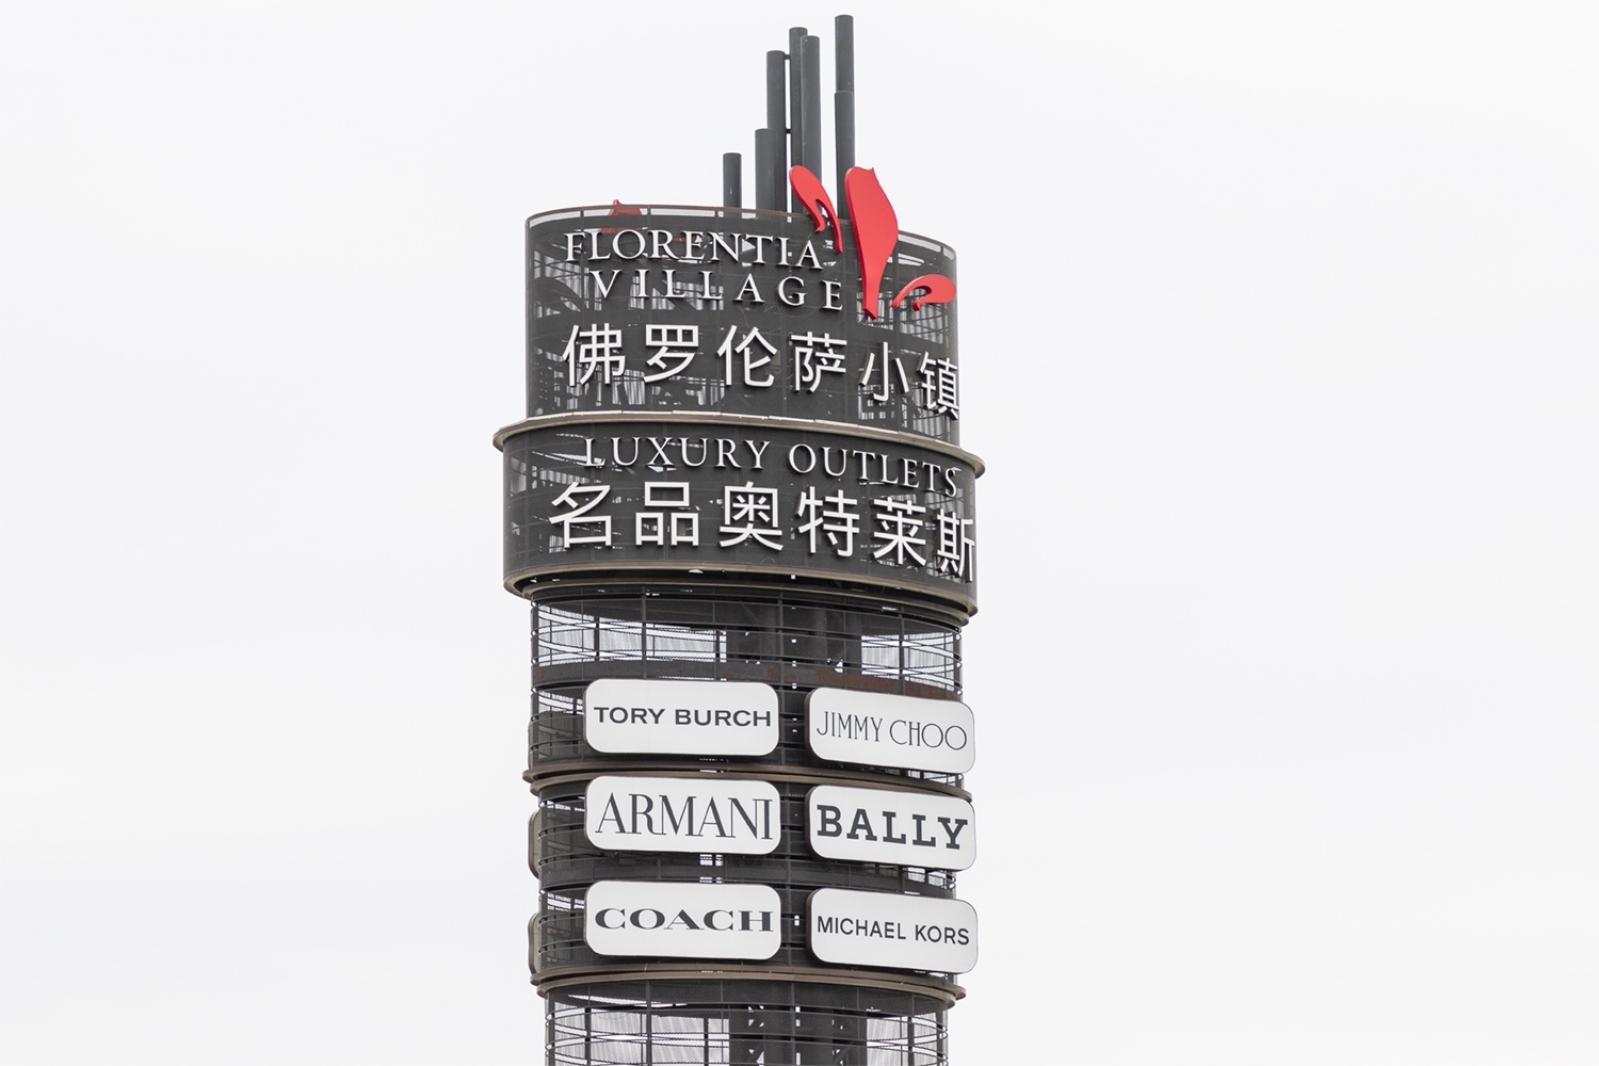 FLORENTIA
VILLAGE
佛罗伦萨小镇
LUXURY OUTLETS
名品奥特莱斯
TORY BURCH
JIMMY CHOO
ARMANI
BALLY
COACH
MICHAEL KORS